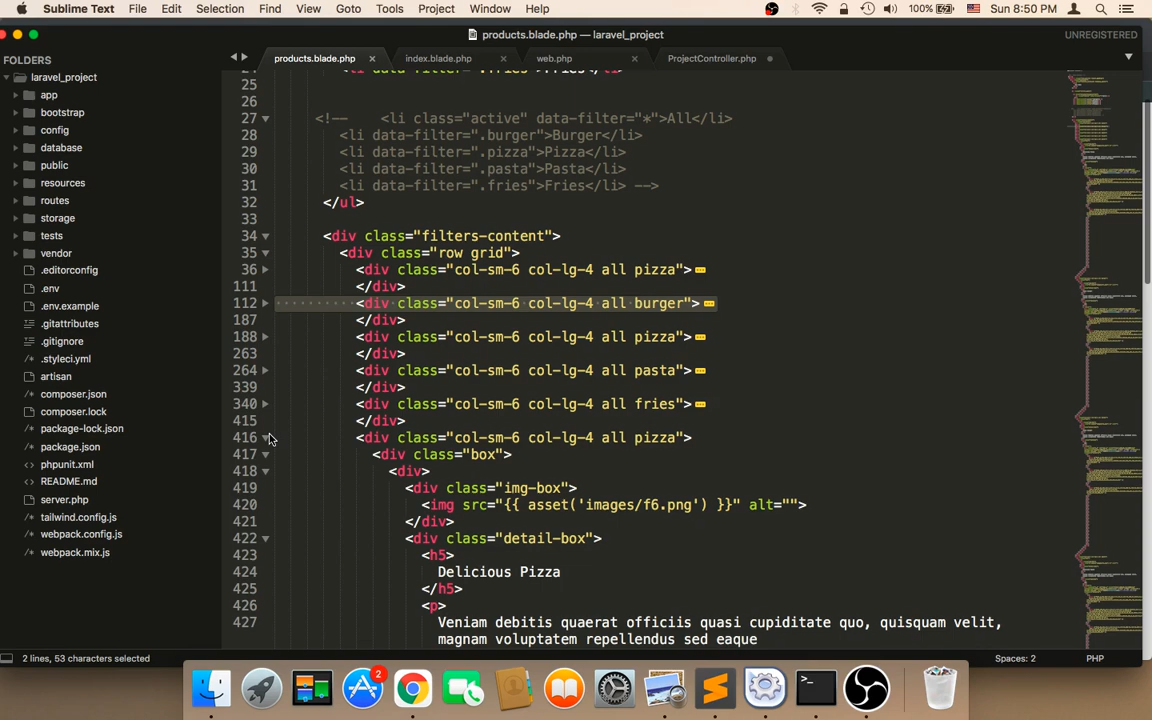 Sublime Text File Edit Selection Find View Goto Tools Project Window Help 100% Sun 8:50 PM
products.blade.php — laravel_project UNREGISTERED
FOLDERS
laravel_project
app
bootstrap
config
database
public
resources
routes
storage
tests
vendor
.editorconfig
.env
.env.example
.gitattributes
.gitignore
.styleci.yml
artisan
composer.json
composer.lock
package-lock.json
package.json
phpunit.xml
README.md
server.php
tailwind.config.js
webpack.config.js
webpack.mix.js
products.blade.php × index.blade.php × web.php × ProjectController.php
24 <li data-filter=".fries">Fries</li>
25
26
27 <!-- <li class="active" data-filter="*">All</li>
28 <li data-filter=".burger">Burger</li>
29 <li data-filter=".pizza">Pizza</li>
30 <li data-filter=".pasta">Pasta</li>
31 <li data-filter=".fries">Fries</li> -->
32 </ul>
33
34 <div class="filters-content">
35 <div class="row grid">
36 <div class="col-sm-6 col-lg-4 all pizza">
111 </div>
112 <div class="col-sm-6 col-lg-4 all burger">
187 </div>
188 <div class="col-sm-6 col-lg-4 all pizza">
263 </div>
264 <div class="col-sm-6 col-lg-4 all pasta">
339 </div>
340 <div class="col-sm-6 col-lg-4 all fries">
415 </div>
416 <div class="col-sm-6 col-lg-4 all pizza">
417 <div class="box">
418 <div>
419 <div class="img-box">
420 <img src="{{ asset('images/f6.png') }}" alt="">
421 </div>
422 <div class="detail-box">
423 <h5>
424 Delicious Pizza
425 </h5>
426 <p>
427 Veniam debitis quaerat officiis quasi cupiditate quo, quisquam velit,
magnam voluptatem repellendus sed eaque
2 lines, 53 characters selected Spaces: 2 PHP
2